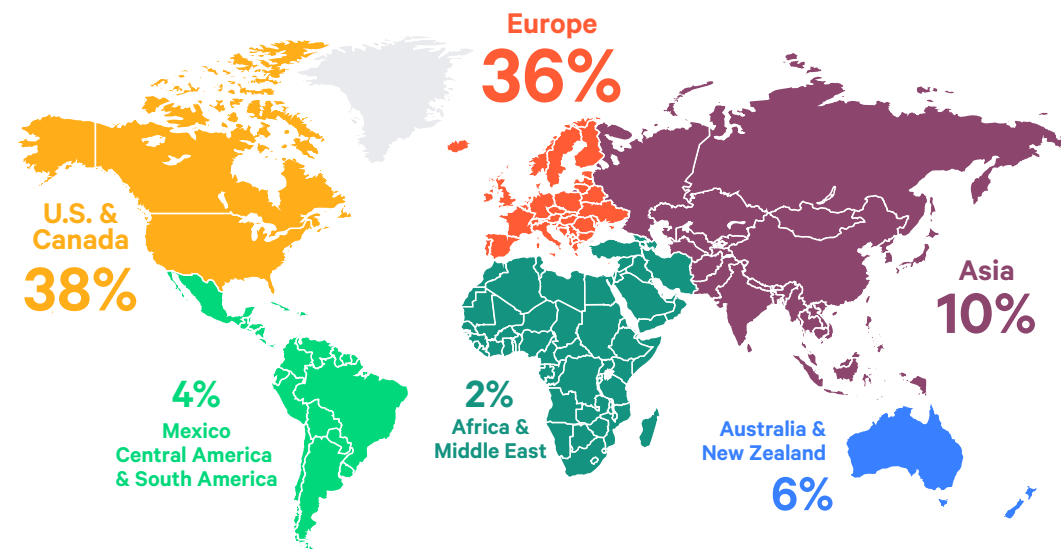 Europe
36%
U.S. &
Canada
38%
Asia
10%
4%
Mexico
Central America
& South America
2%
Africa &
Middle East
Australia &
New Zealand
6%